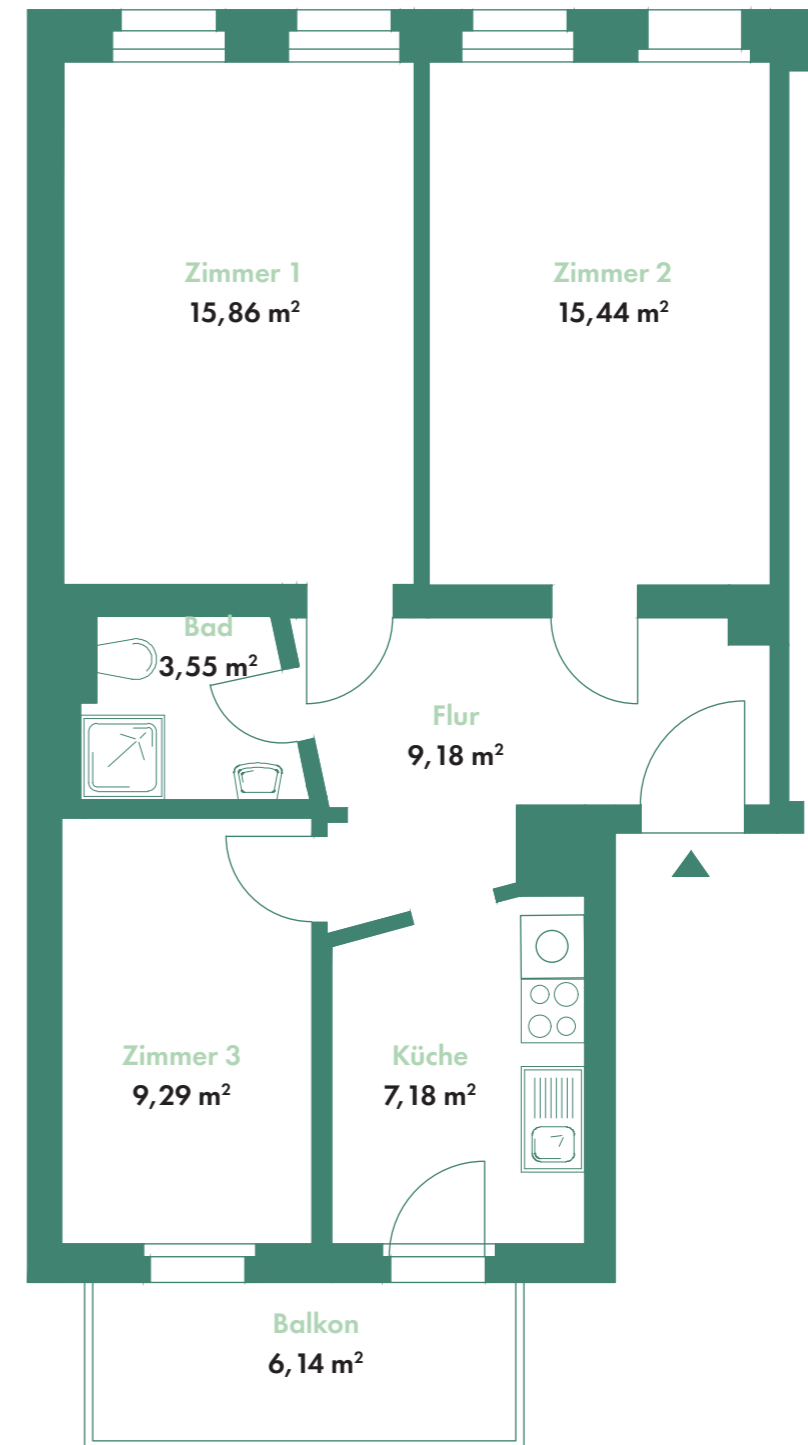 Zimmer 1
15,86 m²
Zimmer 2
15,44 m²
Bad
3,55 m²
Flur
9,18 m²
Zimmer 3
9,29 m²
Küche
7,18 m²
Balkon
6,14 m²